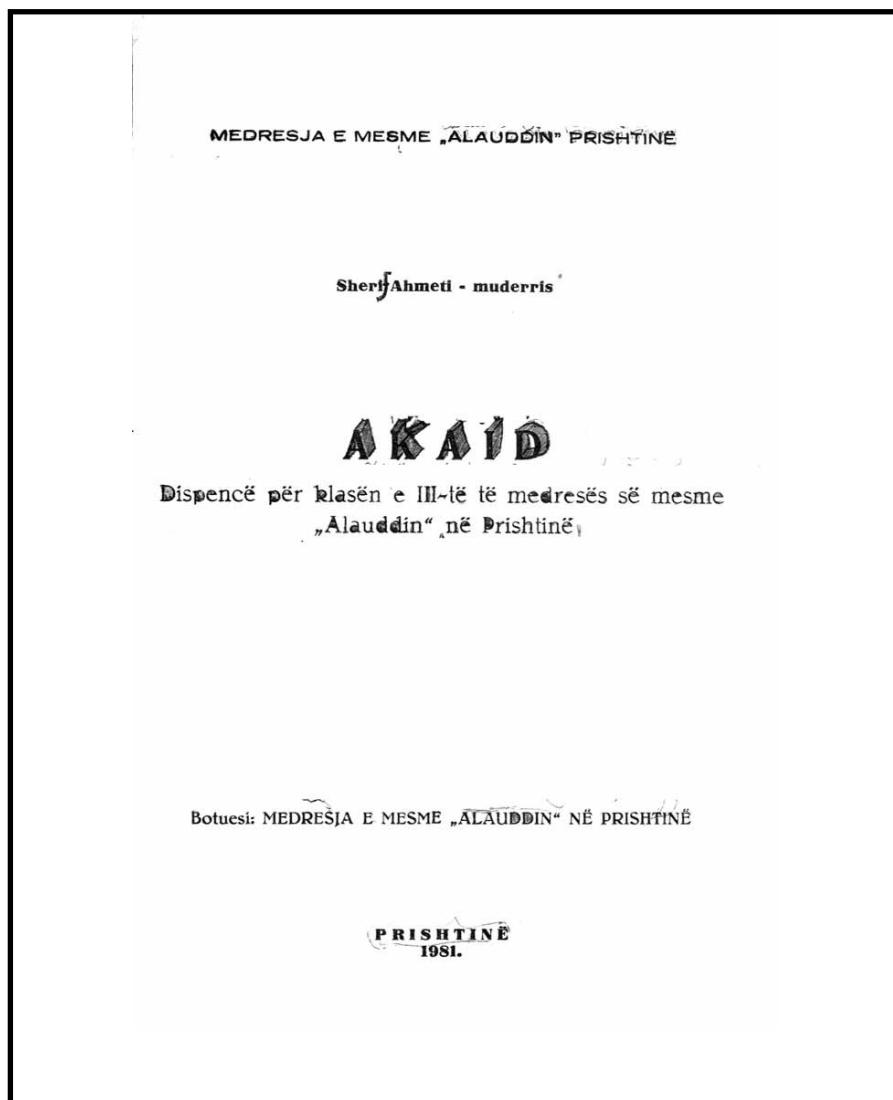 MEDRESJA E MESME „ALAUDDIN” PRISHTINË
Sherif Ahmeti - muderris
AKAID
Dispencë për klasën e III-të të medresës së mesme
„Alauddin“ në Prishtinë
Botuesi: MEDRESJA E MESME „ALAUDDIN“ NË PRISHTINË
PRISHTINË
1981.